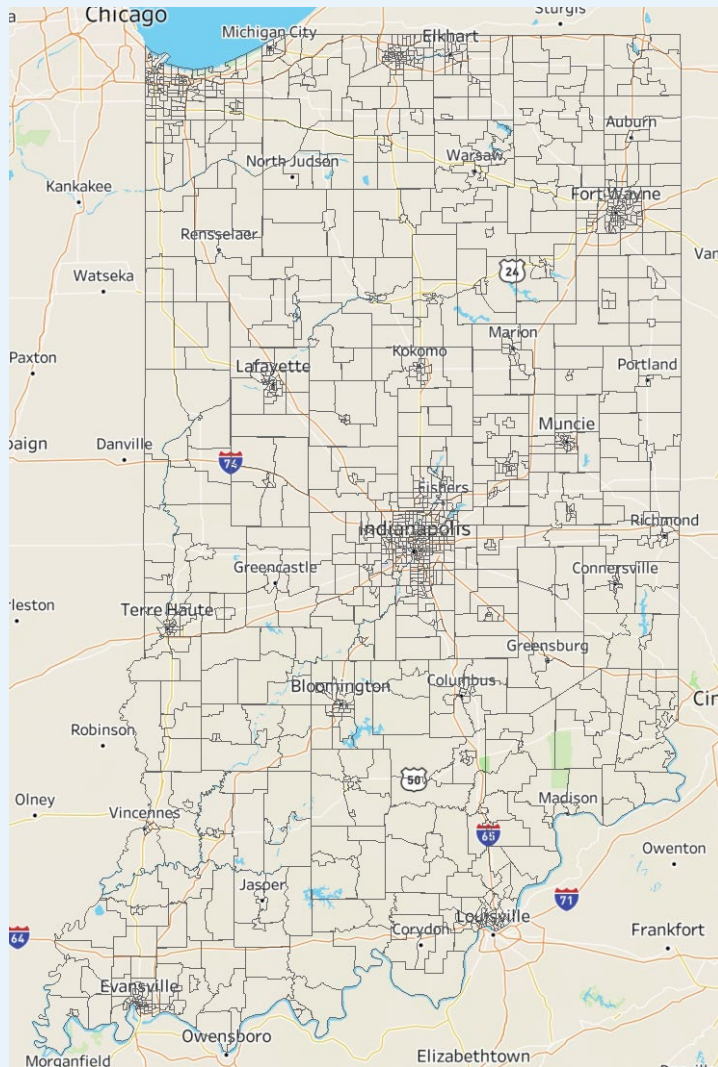 Chicago
Sturgis
Michigan City
Elkhart
Auburn
Warsaw
North Judson
Kankakee
Fort Wayne
Rensselaer
Van
Watseka
24
Marion
Kokomo
Paxton
Lafayette
Portland
Muncie
paign
Danville
74
Fishers
Indianapolis
Richmond
Greencastle
Connersville
rleston
Terre Haute
Greensburg
Bloomington
Columbus
Cin
Robinson
50
Olney
Madison
Vincennes
65
Owenton
Jasper
71
Louisville
64
Corydon
Frankfort
Evansville
Owensboro
Elizabethtown
Morganfield